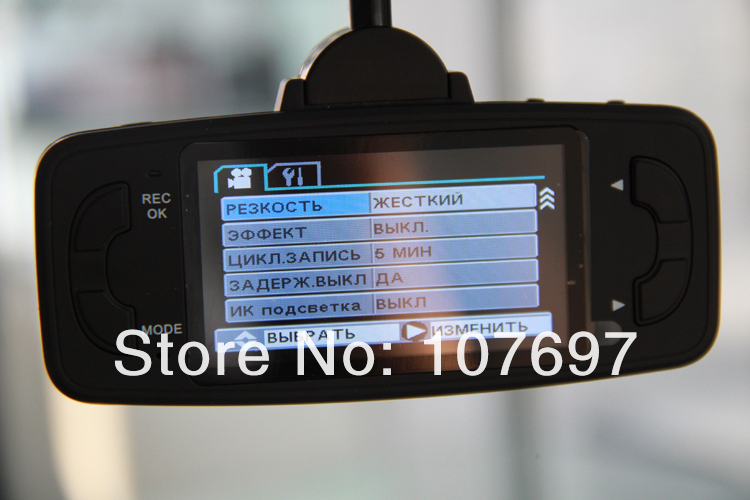 REC
OK
MODE
РЕЗКОСТЬ ЖЕСТКИЙ
ЭФФЕКТ ВЫКЛ.
ЦИКЛ.ЗАПИСЬ 5 МИН
ЗАДЕРЖ.ВЫКЛ ДА
ИК подсветка ВЫКЛ
ВЫБРАТЬ ИЗМЕНИТЬ
Store No: 107697